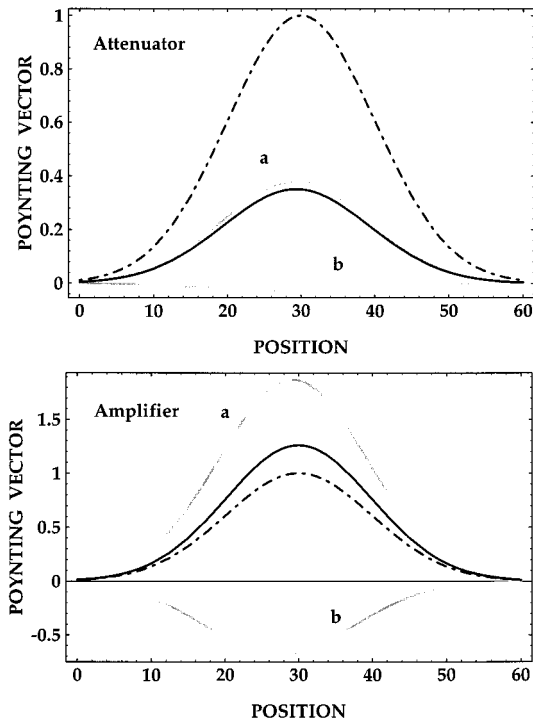 1
Attenuator
0.8
0.6
a
0.4
0.2
b
0
POYNTING VECTOR
0 10 20 30 40 50 60
POSITION
Amplifier
a
1.5
1
0.5
0
b
-0.5
POYNTING VECTOR
0 10 20 30 40 50 60
POSITION